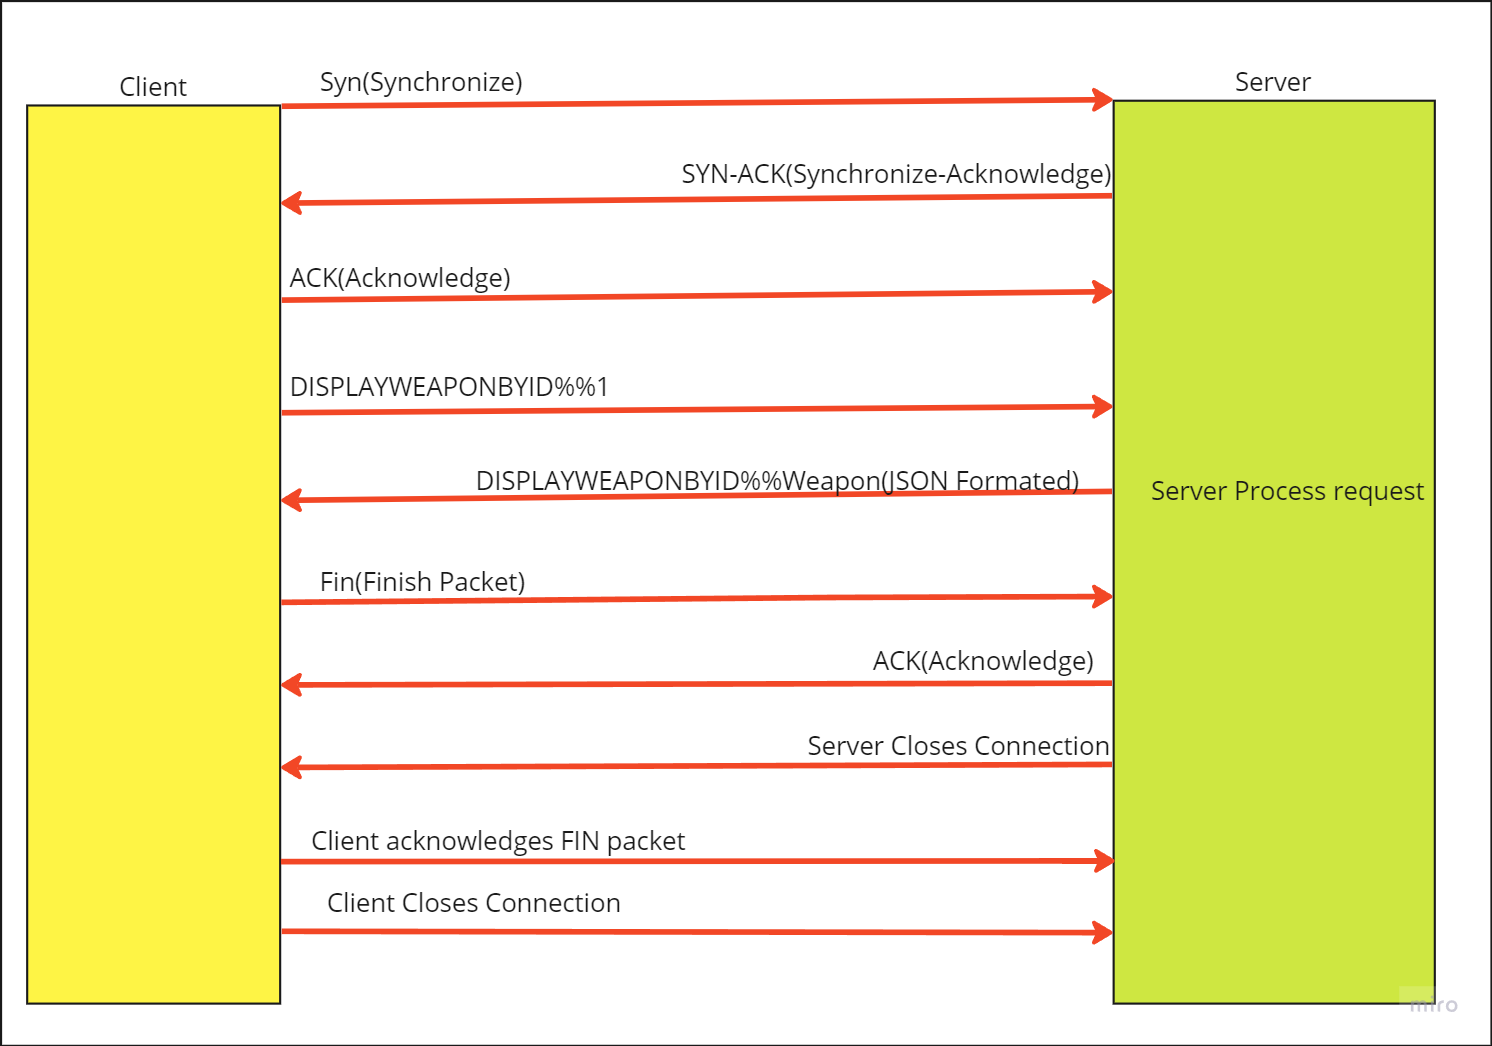 Client
Syn(Synchronize)
Server
SYN-ACK(Synchronize-Acknowledge)
ACK(Acknowledge)
DISPLAYWEAPONBYID%%1
DISPLAYWEAPONBYID%%Weapon(JSON Formated)
Server Process request
Fin(Finish Packet)
ACK(Acknowledge)
Server Closes Connection
Client acknowledges FIN packet
Client Closes Connection
miro